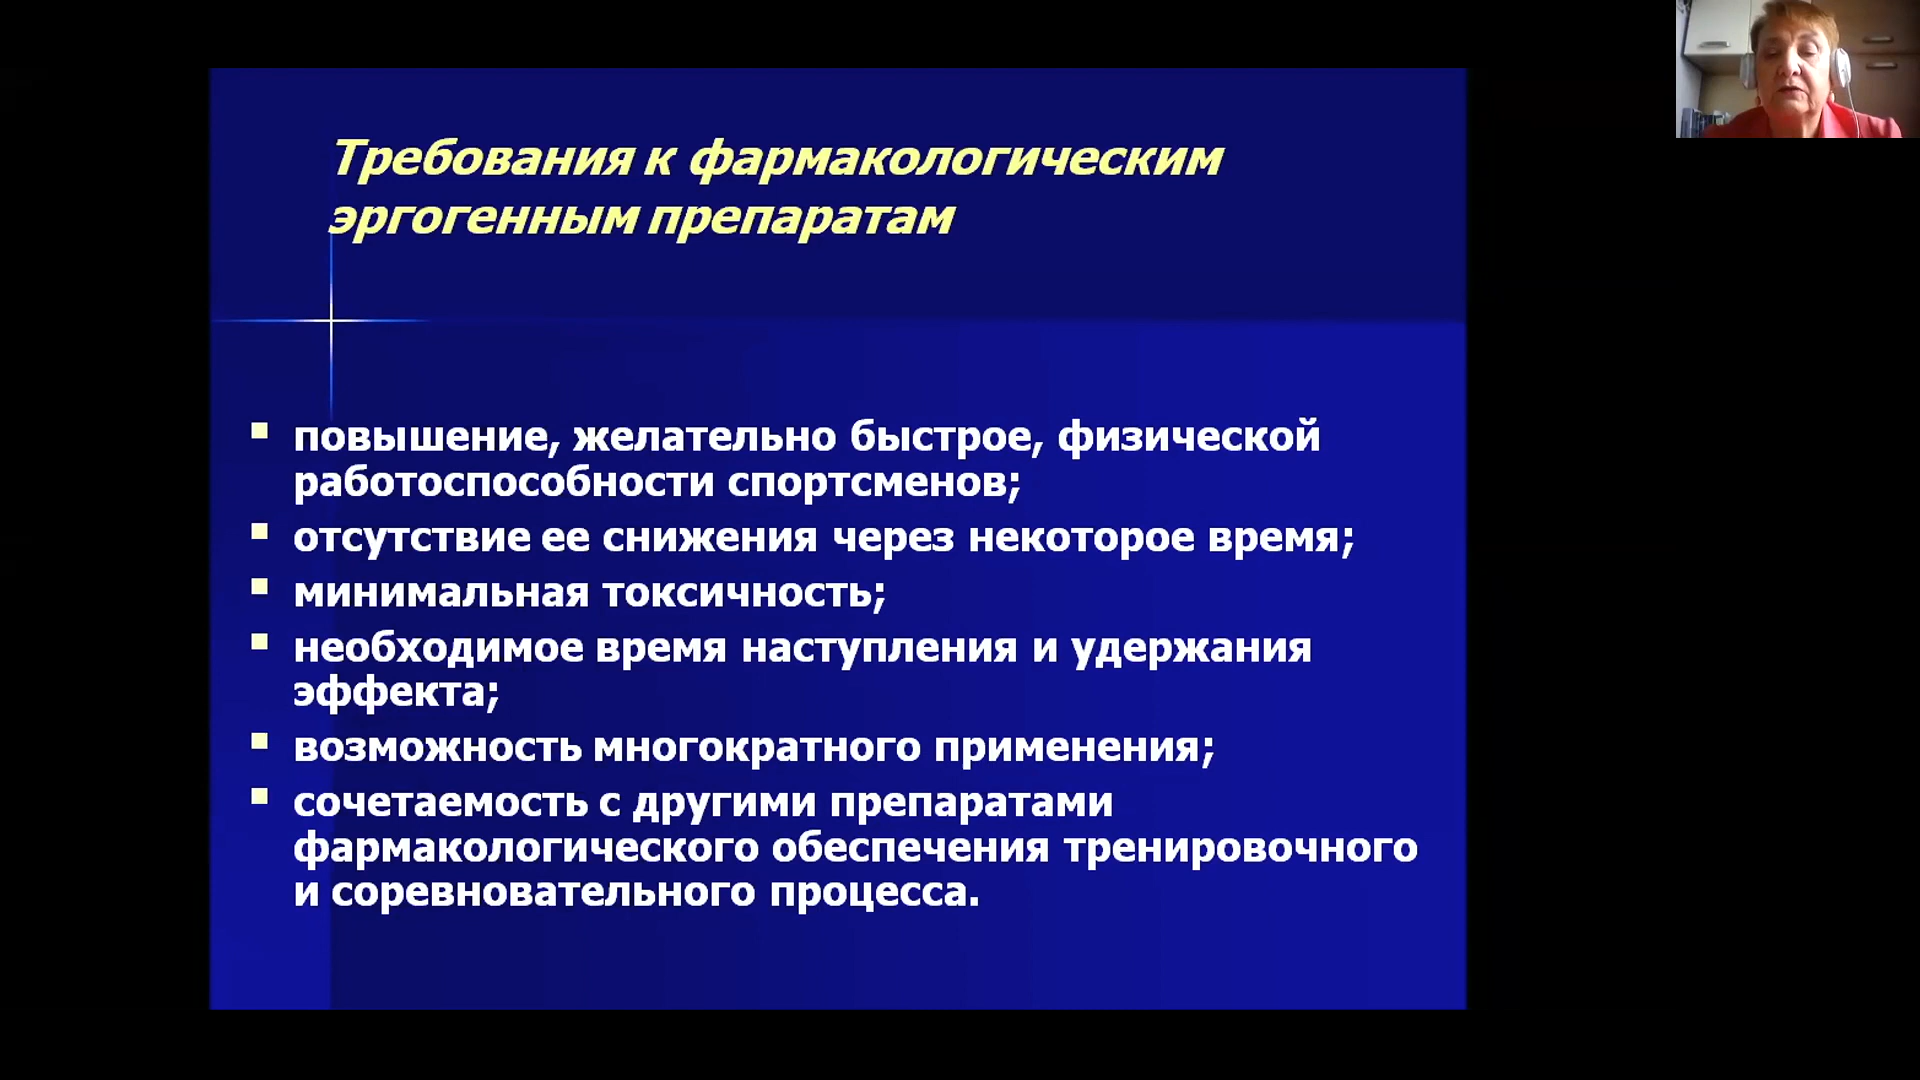 Требования к фармакологическим
эргогенным препаратам
повышение, желательно быстрое, физической
работоспособности спортсменов;
отсутствие ее снижения через некоторое время;
минимальная токсичность;
необходимое время наступления и удержания
эффекта;
возможность многократного применения;
сочетаемость с другими препаратами
фармакологического обеспечения тренировочного
и соревновательного процесса.